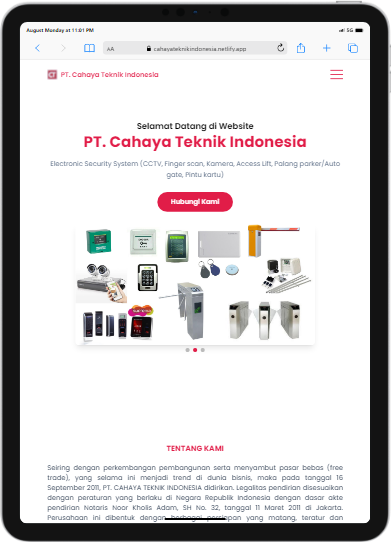 August Monday at 11:01 PM
5G
AA
cahayateknikindonesia.netlify.app
PT. Cahaya Teknik Indonesia
Selamat Datang di Website
PT. Cahaya Teknik Indonesia
Electronic Security System (CCTV, Finger scan, Kamera, Access Lift, Palang parker/Auto
gate, Pintu kartu)
Hubungi Kami
TENTANG KAMI
Seiring dengan perkembangan pembangunan serta menyambut pasar bebas (free
trade), yang selama ini menjadi trend di dunia bisnis, maka pada tanggal 16
September 2011, PT. CAHAYA TEKNIK INDONESIA didirikan. Legalitas pendirian disesuaikan
dengan peraturan yang berlaku di Negara Republik Indonesia dengan dasar akte
pendirian Notaris Noor Kholis Adam, SH No. 32, tanggal 11 Maret 2011 di Jakarta.
Perusahaan ini dibentuk dengan berbagai persiapan yang matang, teratur dan